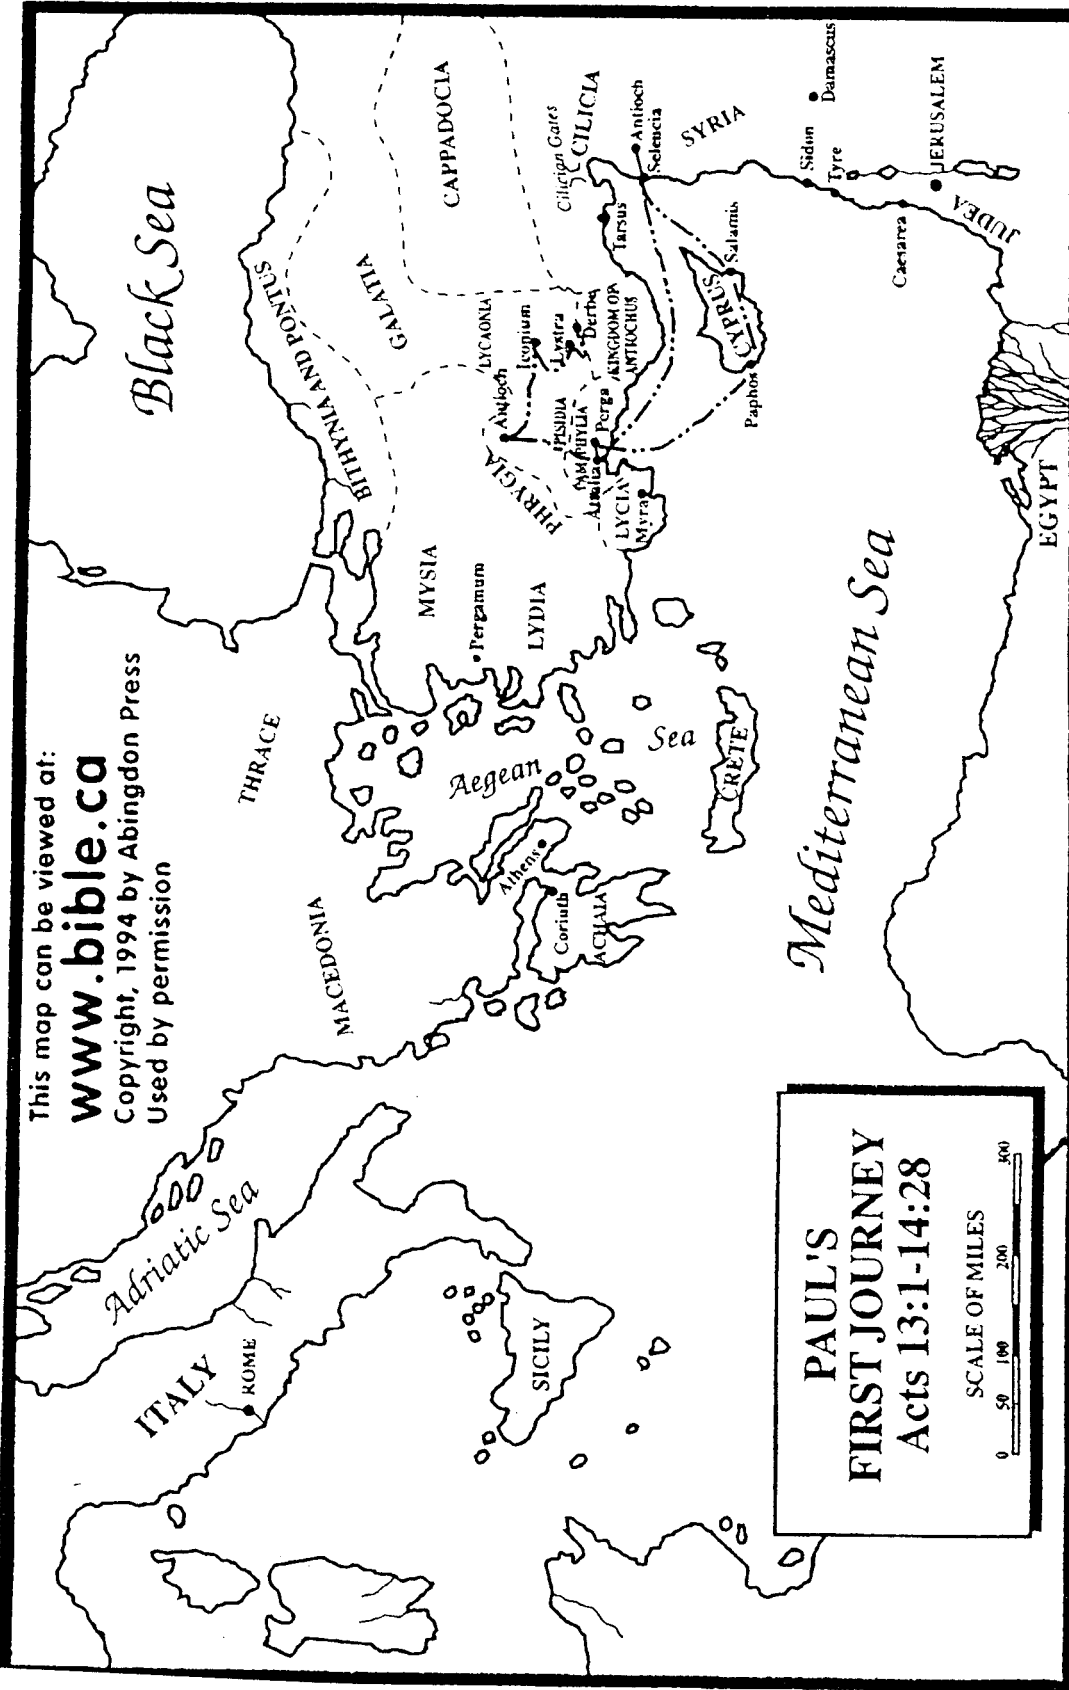 This map can be viewed at:
www.bible.ca
Copyright, 1994 by Abingdon Press
Used by permission
Black Sea
Adriatic Sea
ITALY
ROME
MACEDONIA
THRACE
BITHYNIA AND PONTUS
GALATIA
CAPPADOCIA
Cilician Gates
CILICIA
MYSIA
Pergamum
LYDIA
PHRYGIA
Antioch
LYCAONIA
Iconium
Lystra
Derbe
PISIDIA
PAMPHYLIA
Perga
Attalia
KINGDOM OF
ANTIOCHUS
LYCIA
Myra
Tarsus
Antioch
Seleucia
SYRIA
Aegean
Sea
Athens
Corinth
ACHAIA
SICILY
CRETE
CYPRUS
Salamis
Paphos
Damascus
Sidon
Tyre
Caesarea
JERUSALEM
JUDEA
Mediterranean Sea
EGYPT
PAUL'S
FIRST JOURNEY
Acts 13:1-14:28
SCALE OF MILES
0 50 100 200 300